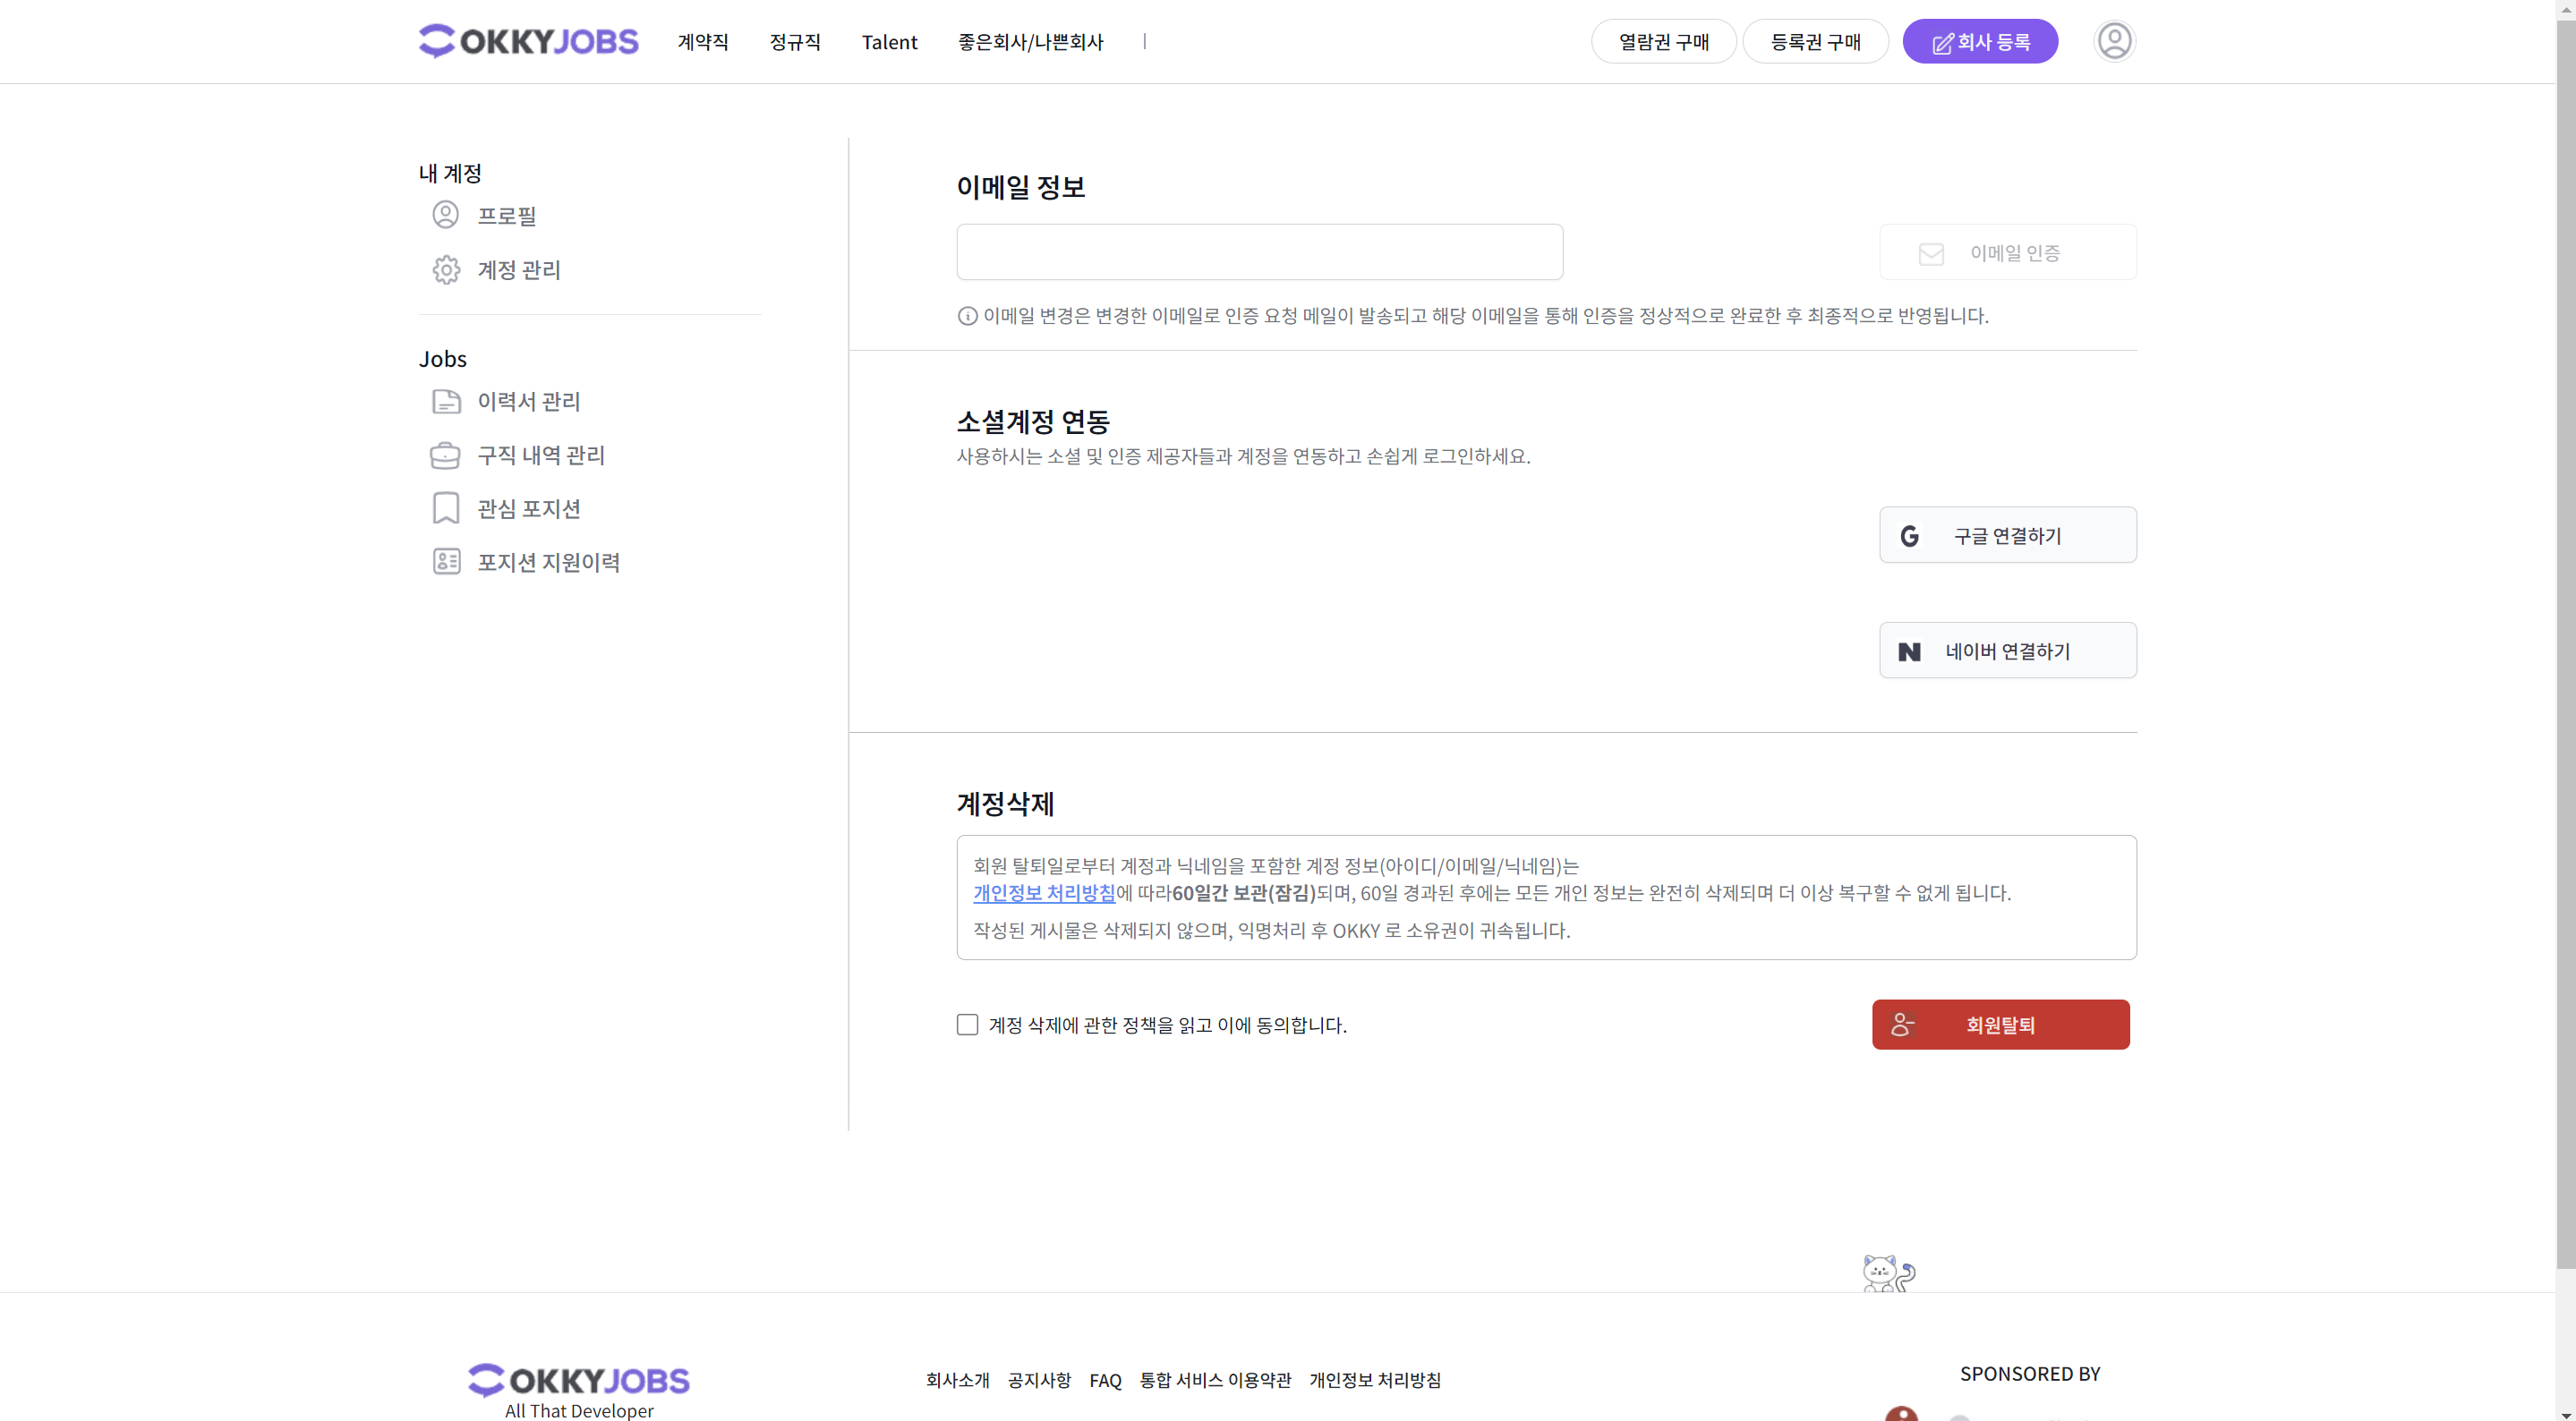 OKKYJOBS
계약직
정규직
Talent
좋은회사/나쁜회사
열람권 구매
등록권 구매
회사 등록
내 계정
프로필
계정 관리
Jobs
이력서 관리
구직 내역 관리
관심 포지션
포지션 지원이력
이메일 정보
이메일 인증
이메일 변경은 변경한 이메일로 인증 요청 메일이 발송되고 해당 이메일을 통해 인증을 정상적으로 완료한 후 최종적으로 반영됩니다.
소셜계정 연동
사용하시는 소셜 및 인증 제공자들과 계정을 연동하고 손쉽게 로그인하세요.
G 구글 연결하기
N 네이버 연결하기
계정삭제
회원 탈퇴일로부터 계정과 닉네임을 포함한 계정 정보(아이디/이메일/닉네임)는
개인정보 처리방침에 따라60일간 보관(잠김)되며, 60일 경과된 후에는 모든 개인 정보는 완전히 삭제되며 더 이상 복구할 수 없게 됩니다.
작성된 게시물은 삭제되지 않으며, 익명처리 후 OKKY 로 소유권이 귀속됩니다.
계정 삭제에 관한 정책을 읽고 이에 동의합니다.
회원탈퇴
OKKYJOBS
All That Developer
회사소개
공지사항
FAQ
통합 서비스 이용약관
개인정보 처리방침
SPONSORED BY